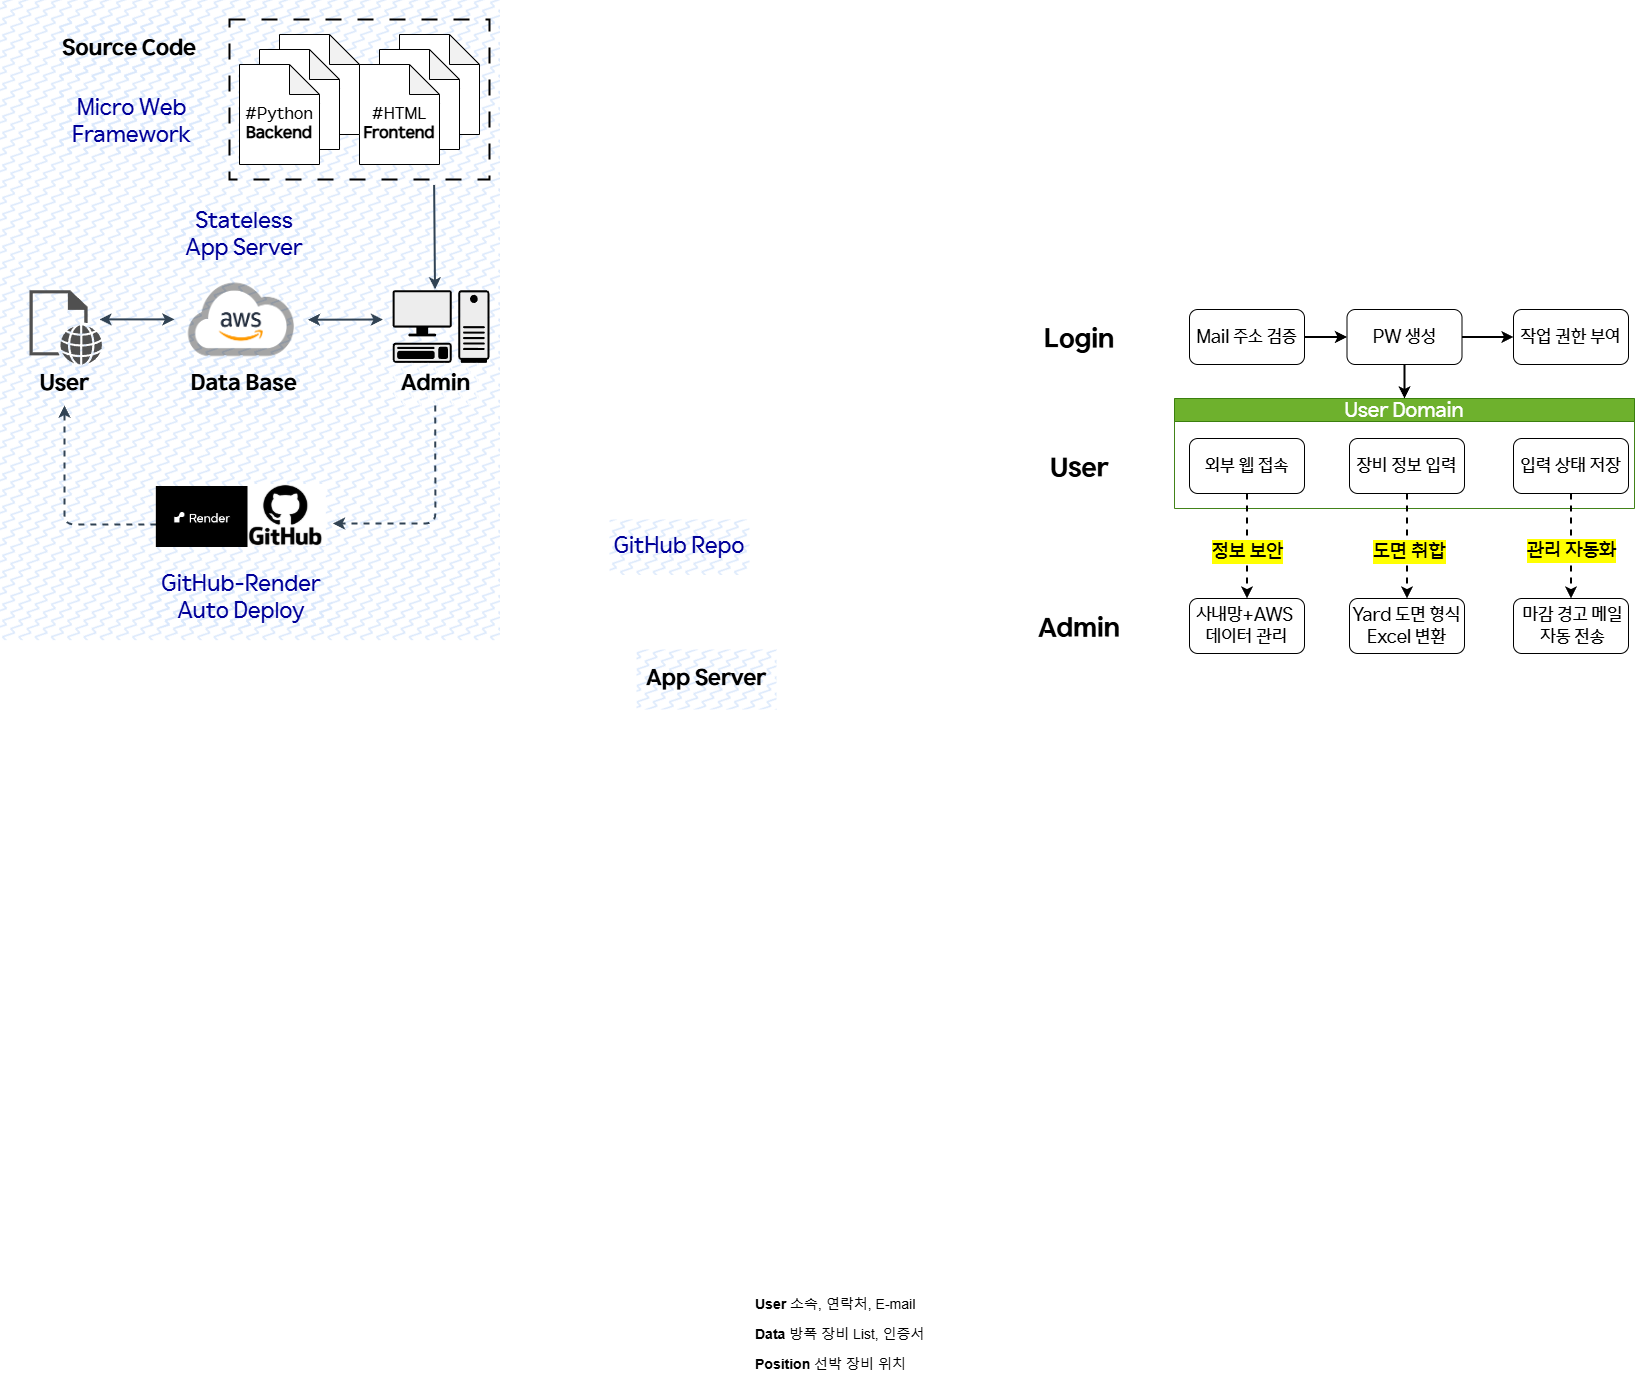 Source Code
Micro Web
Framework
#Python
Backend
#HTML
Frontend
Stateless
App Server
aws
User
Data Base
Admin
Render
GitHub
GitHub-Render
Auto Deploy
GitHub Repo
App Server
Login
Mail 주소 검증
PW 생성
작업 권한 부여
User Domain
User
외부 웹 접속
장비 정보 입력
입력 상태 저장
정보 보안
도면 취합
관리 자동화
Admin
사내망+AWS
데이터 관리
Yard 도면 형식
Excel 변환
마감 경고 메일
자동 전송
User 소속, 연락처, E-mail
Data 방폭 장비 List, 인증서
Position 선박 장비 위치